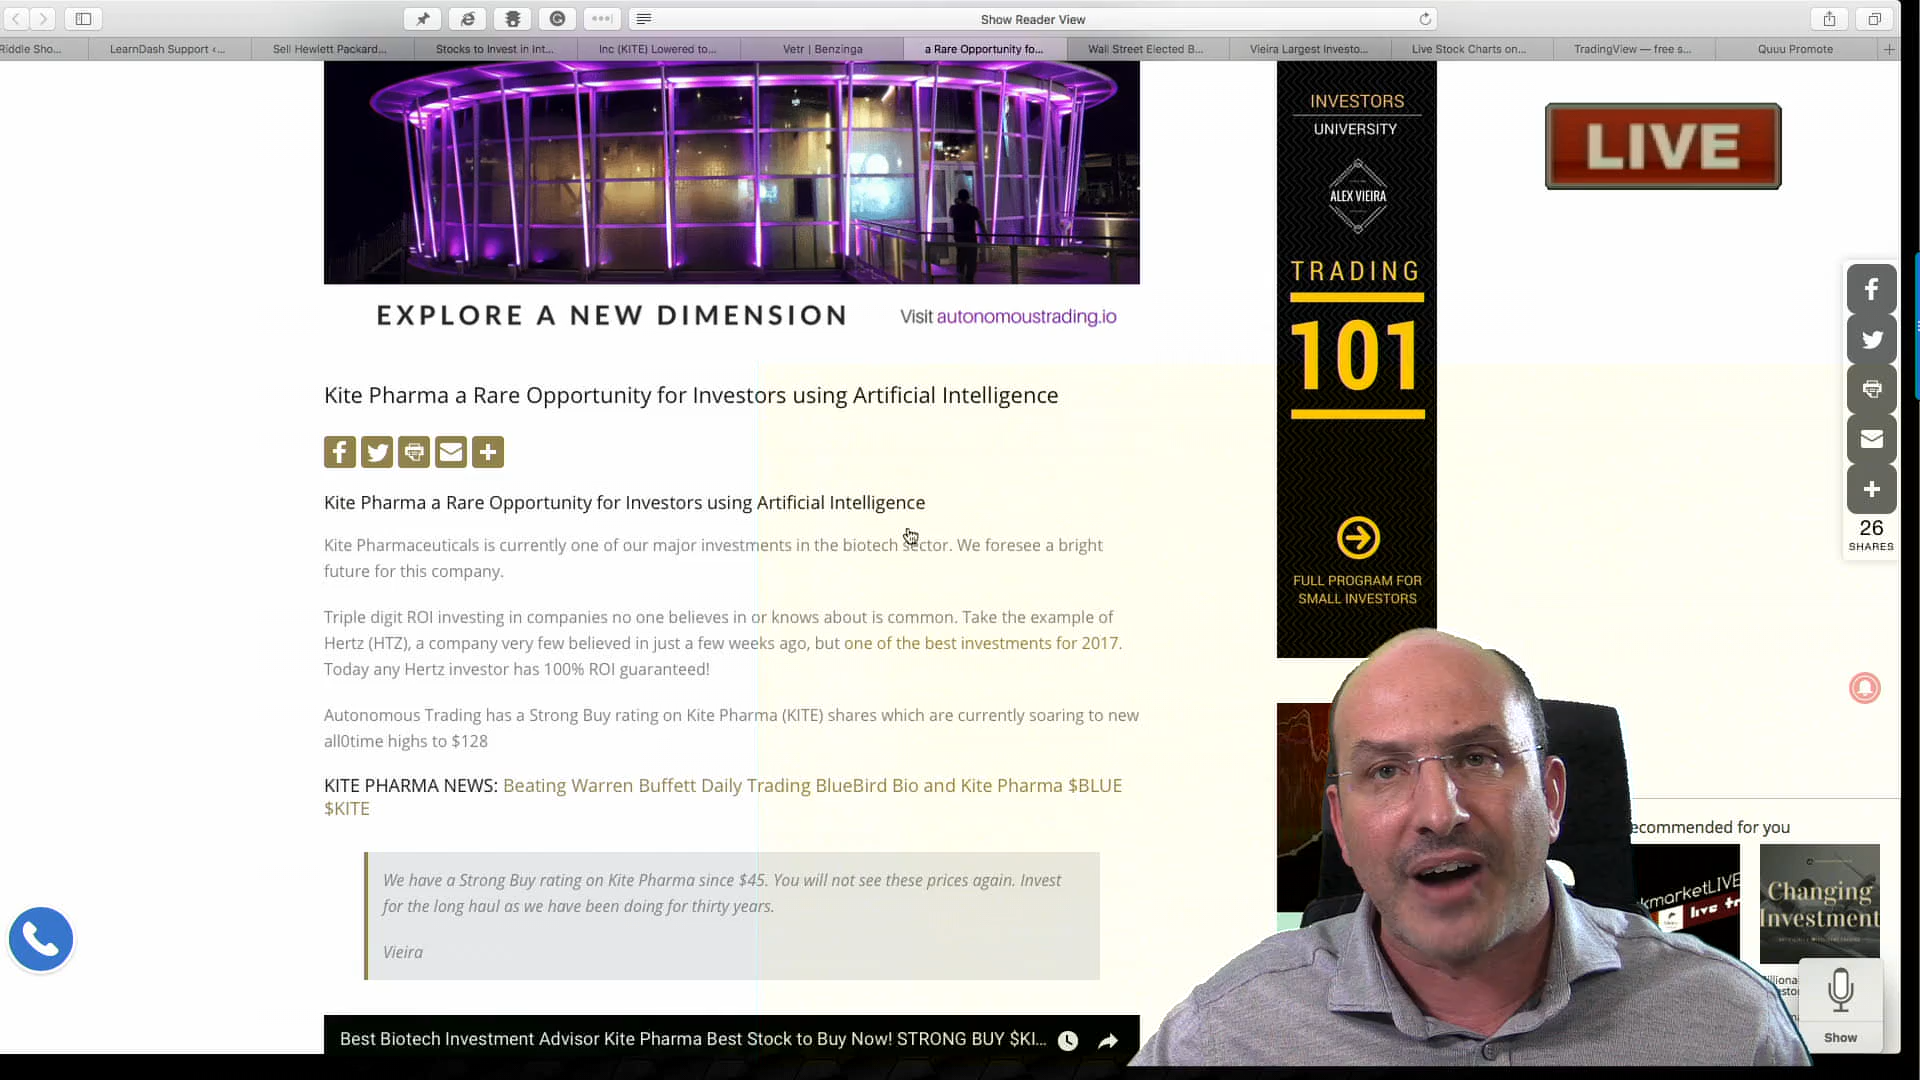 Show Reader View
Riddle Sho...
LearnDash Support ‹...
Sell Hewlett Packard...
Stocks to Invest in Int...
Inc (KITE) Lowered to...
Vetr | Benzinga
a Rare Opportunity fo...
Wall Street Elected B...
Vieira Largest Investo...
Live Stock Charts on...
TradingView — free s...
Quuu Promote
INVESTORS
UNIVERSITY
ALEX VIEIRA
TRADING
101
FULL PROGRAM FOR
SMALL INVESTORS
LIVE
EXPLORE A NEW DIMENSION
Visit autonomoustrading.io
Kite Pharma a Rare Opportunity for Investors using Artificial Intelligence
Kite Pharma a Rare Opportunity for Investors using Artificial Intelligence
Kite Pharmaceuticals is currently one of our major investments in the biotech sector. We foresee a bright
future for this company.
Triple digit ROI investing in companies no one believes in or knows about is common. Take the example of
Hertz (HTZ), a company very few believed in just a few weeks ago, but one of the best investments for 2017.
Today any Hertz investor has 100% ROI guaranteed!
Autonomous Trading has a Strong Buy rating on Kite Pharma (KITE) shares which are currently soaring to new
all0time highs to $128
KITE PHARMA NEWS: Beating Warren Buffett Daily Trading BlueBird Bio and Kite Pharma $BLUE
$KITE
We have a Strong Buy rating on Kite Pharma since $45. You will not see these prices again. Invest
for the long haul as we have been doing for thirty years.
Vieira
Best Biotech Investment Advisor Kite Pharma Best Stock to Buy Now! STRONG BUY $KI...
26
SHARES
ecommended for you
kmarketLIVE
live tr
Changing
Investment
Show